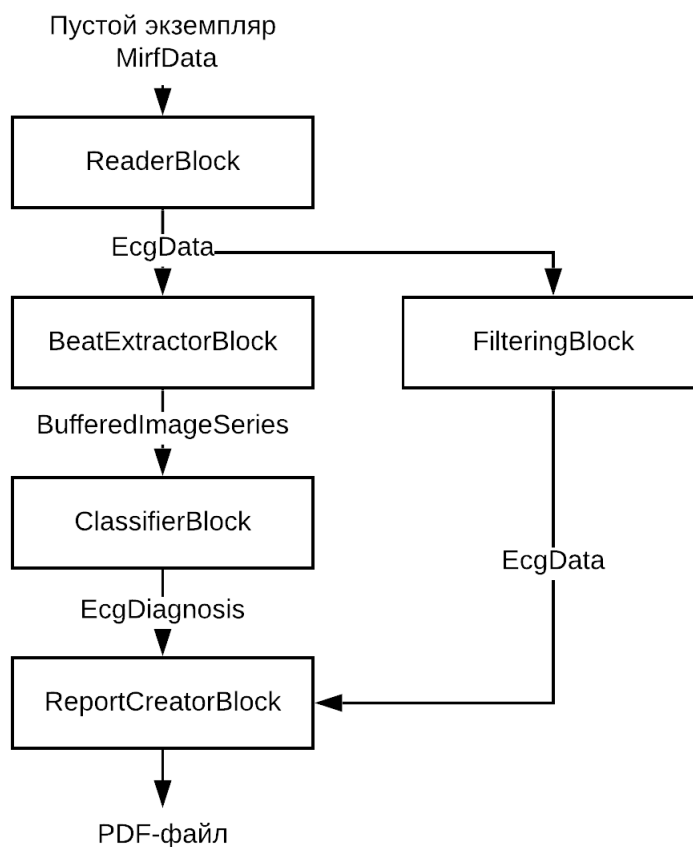 Пустой экземпляр
MirfData
ReaderBlock
EcgData
BeatExtractorBlock
FilteringBlock
BufferedImageSeries
ClassifierBlock
EcgData
EcgDiagnosis
ReportCreatorBlock
PDF-файл